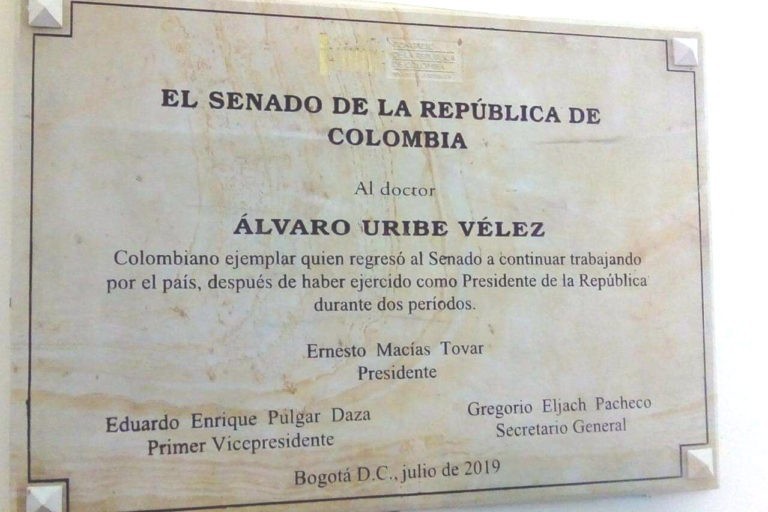 EL SENADO DE LA REPÚBLICA DE
COLOMBIA
Al doctor
ÁLVARO URIBE VÉLEZ
Colombiano ejemplar quien regresó al Senado a continuar trabajando
por el país, después de haber ejercido como Presidente de la República
durante dos períodos.
Ernesto Macías Tovar
Presidente
Eduardo Enrique Pulgar Daza
Primer Vicepresidente
Gregorio Eljach Pacheco
Secretario General
Bogotá D.C., julio de 2019